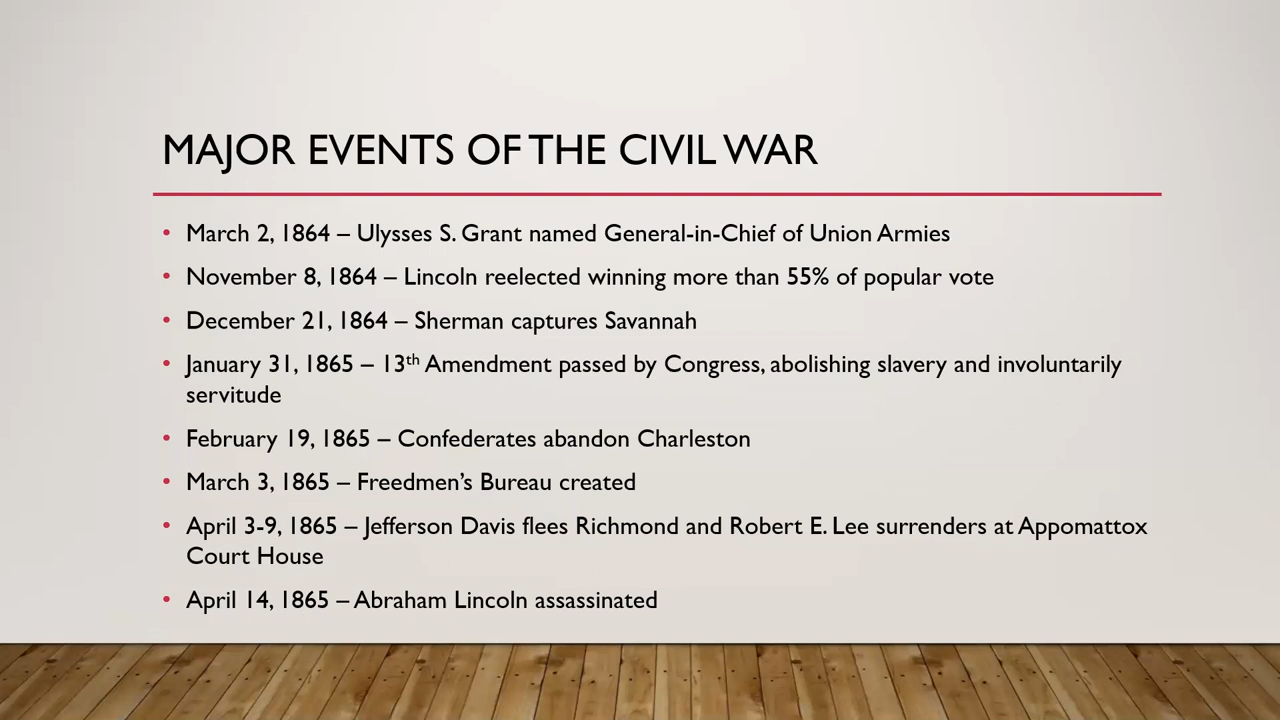 MAJOR EVENTS OF THE CIVIL WAR
• March 2, 1864 – Ulysses S. Grant named General-in-Chief of Union Armies
• November 8, 1864 – Lincoln reelected winning more than 55% of popular vote
• December 21, 1864 – Sherman captures Savannah
• January 31, 1865 – 13th Amendment passed by Congress, abolishing slavery and involuntarily
servitude
• February 19, 1865 – Confederates abandon Charleston
• March 3, 1865 – Freedmen’s Bureau created
• April 3-9, 1865 – Jefferson Davis flees Richmond and Robert E. Lee surrenders at Appomattox
Court House
• April 14, 1865 – Abraham Lincoln assassinated